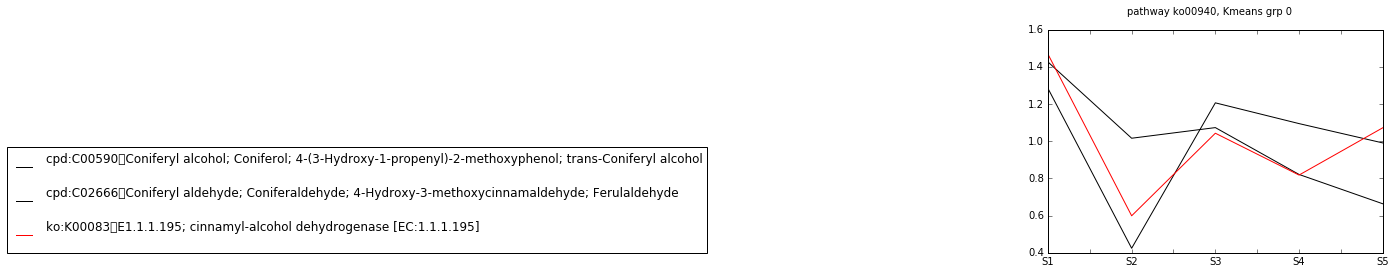 pathway ko00940, Kmeans grp 0
1.6
1.4
1.2
1.0
0.8
0.6
0.4
S1 S2 S3 S4 S5
cpd:C00590▯Coniferyl alcohol; Coniferol; 4-(3-Hydroxy-1-propenyl)-2-methoxyphenol; trans-Coniferyl alcohol
cpd:C02666▯Coniferyl aldehyde; Coniferaldehyde; 4-Hydroxy-3-methoxycinnamaldehyde; Ferulaldehyde
ko:K00083▯E1.1.1.195; cinnamyl-alcohol dehydrogenase [EC:1.1.1.195]